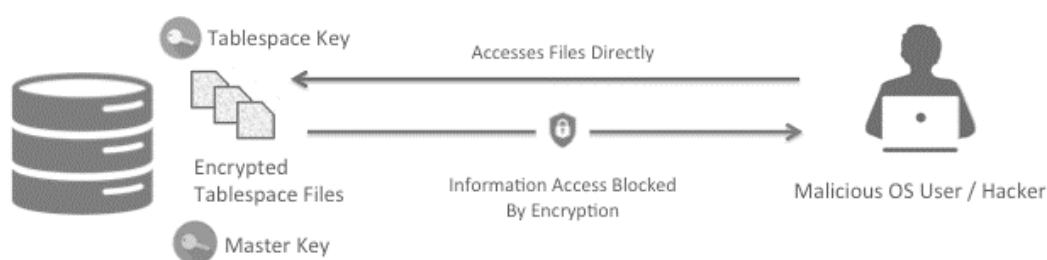 Tablespace Key
Accesses Files Directly
Encrypted
Tablespace Files
Information Access Blocked
By Encryption
Malicious OS User / Hacker
Master Key